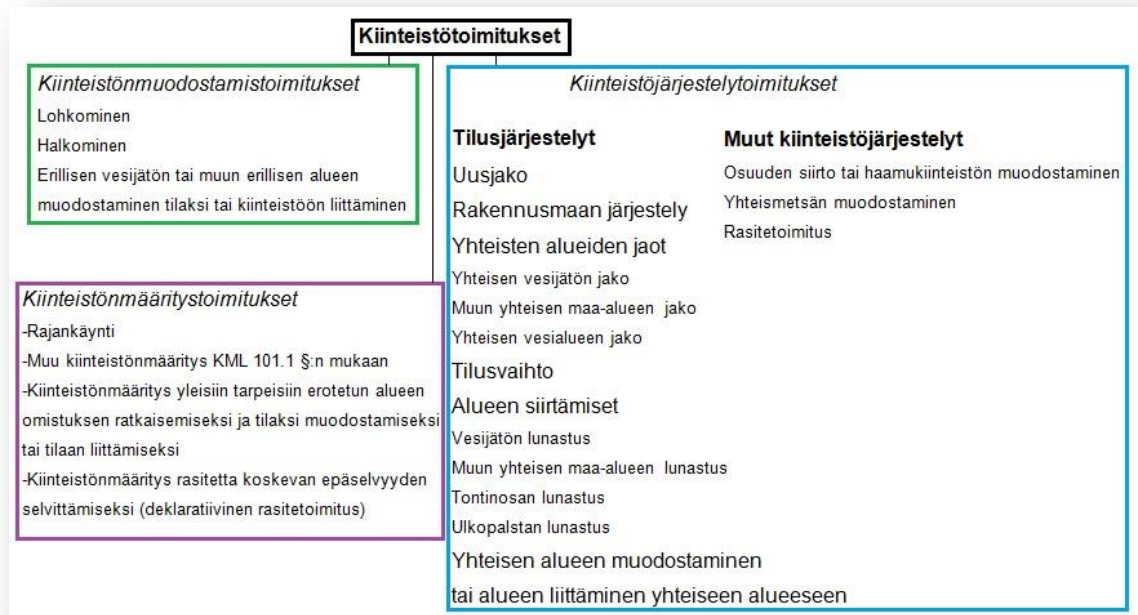 Kiinteistötoimitukset
Kiinteistönmuodostamistoimitukset
Lohkominen
Halkominen
Erillisen vesijätön tai muun erillisen alueen
muodostaminen tilaksi tai kiinteistöön liittäminen
Kiinteistönmääritystoimitukset
-Rajankäynti
-Muu kiinteistönmääritys KML 101.1 §:n mukaan
-Kiinteistönmääritys yleisiin tarpeisiin erotetun alueen
omistuksen ratkaisemiseksi ja tilaksi muodostamiseksi
tai tilaan liittämiseksi
-Kiinteistönmääritys rasitetta koskevan epäselvyyden
selvittämiseksi (deklaratiivinen rasitetoimitus)
Kiinteistöjärjestelytoimitukset
Tilusjärjestelyt
Uusjako
Rakennusmaan järjestely
Yhteisten alueiden jaot
Yhteisen vesijätön jako
Muun yhteisen maa-alueen jako
Yhteisen vesialueen jako
Tilusvaihto
Alueen siirtämiset
Vesijätön lunastus
Muun yhteisen maa-alueen lunastus
Tontinosan lunastus
Ulkopalstan lunastus
Yhteisen alueen muodostaminen
tai alueen liittäminen yhteiseen alueeseen
Muut kiinteistöjärjestelyt
Osuuden siirto tai haamukiinteistön muodostaminen
Yhteismetsän muodostaminen
Rasitetoimitus